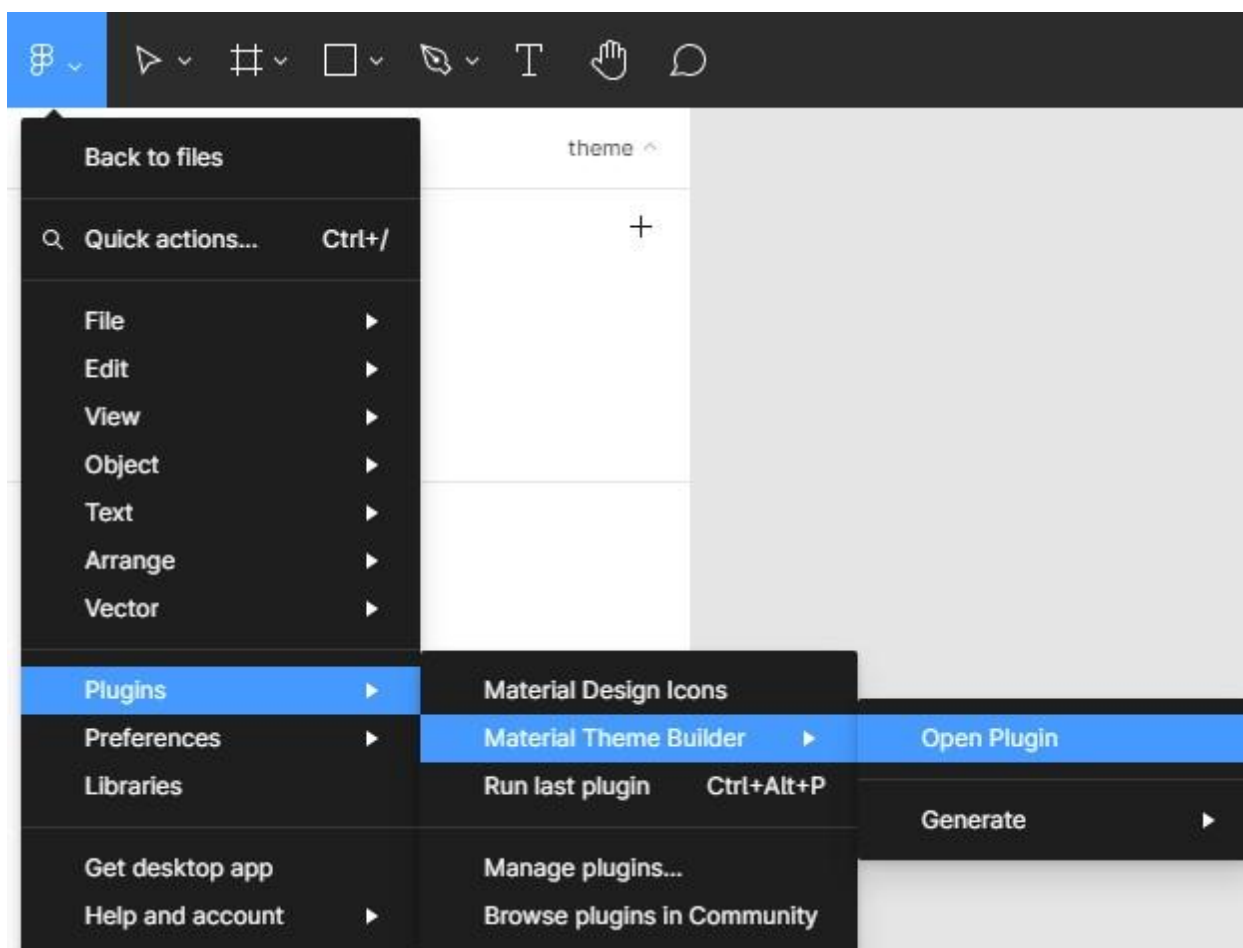 theme
Back to files
Quick actions... Ctrl+/
File
Edit
View
Object
Text
Arrange
Vector
Plugins
Preferences
Libraries
Get desktop app
Help and account
Material Design Icons
Material Theme Builder
Run last plugin Ctrl+Alt+P
Manage plugins...
Browse plugins in Community
Open Plugin
Generate